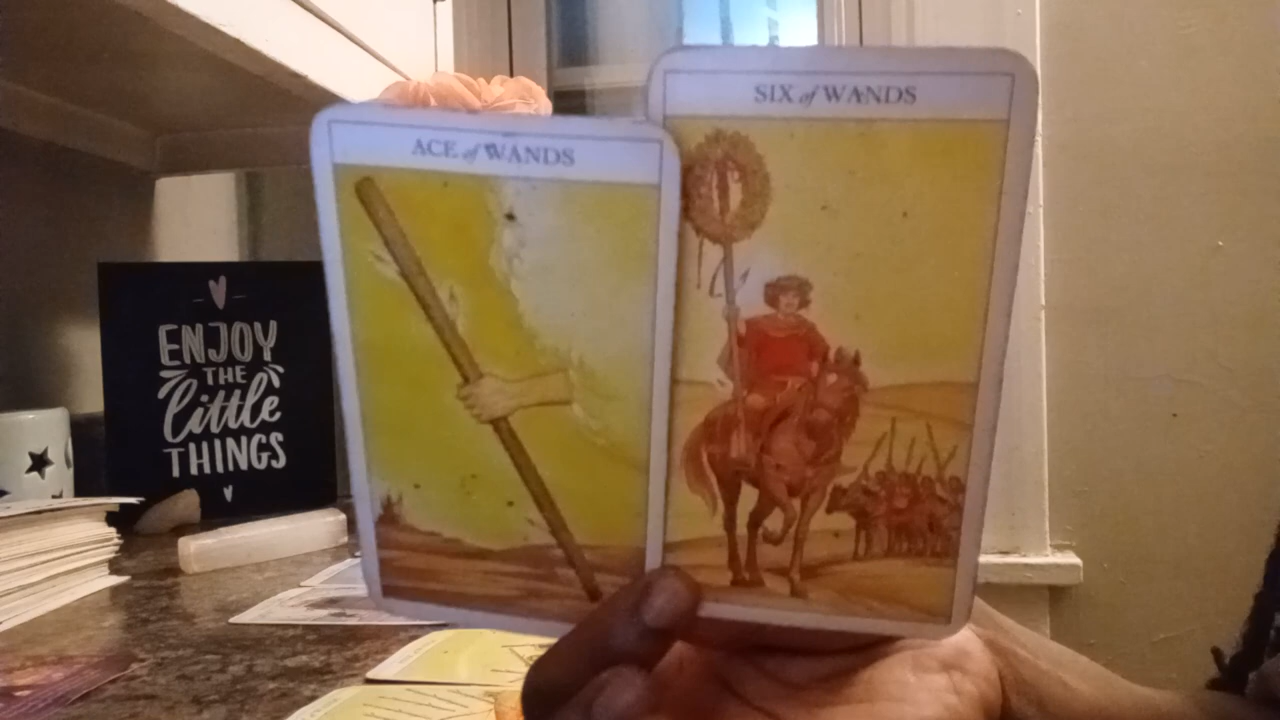 ACE of WANDS
SIX of WANDS
ENJOY
THE
little
THINGS